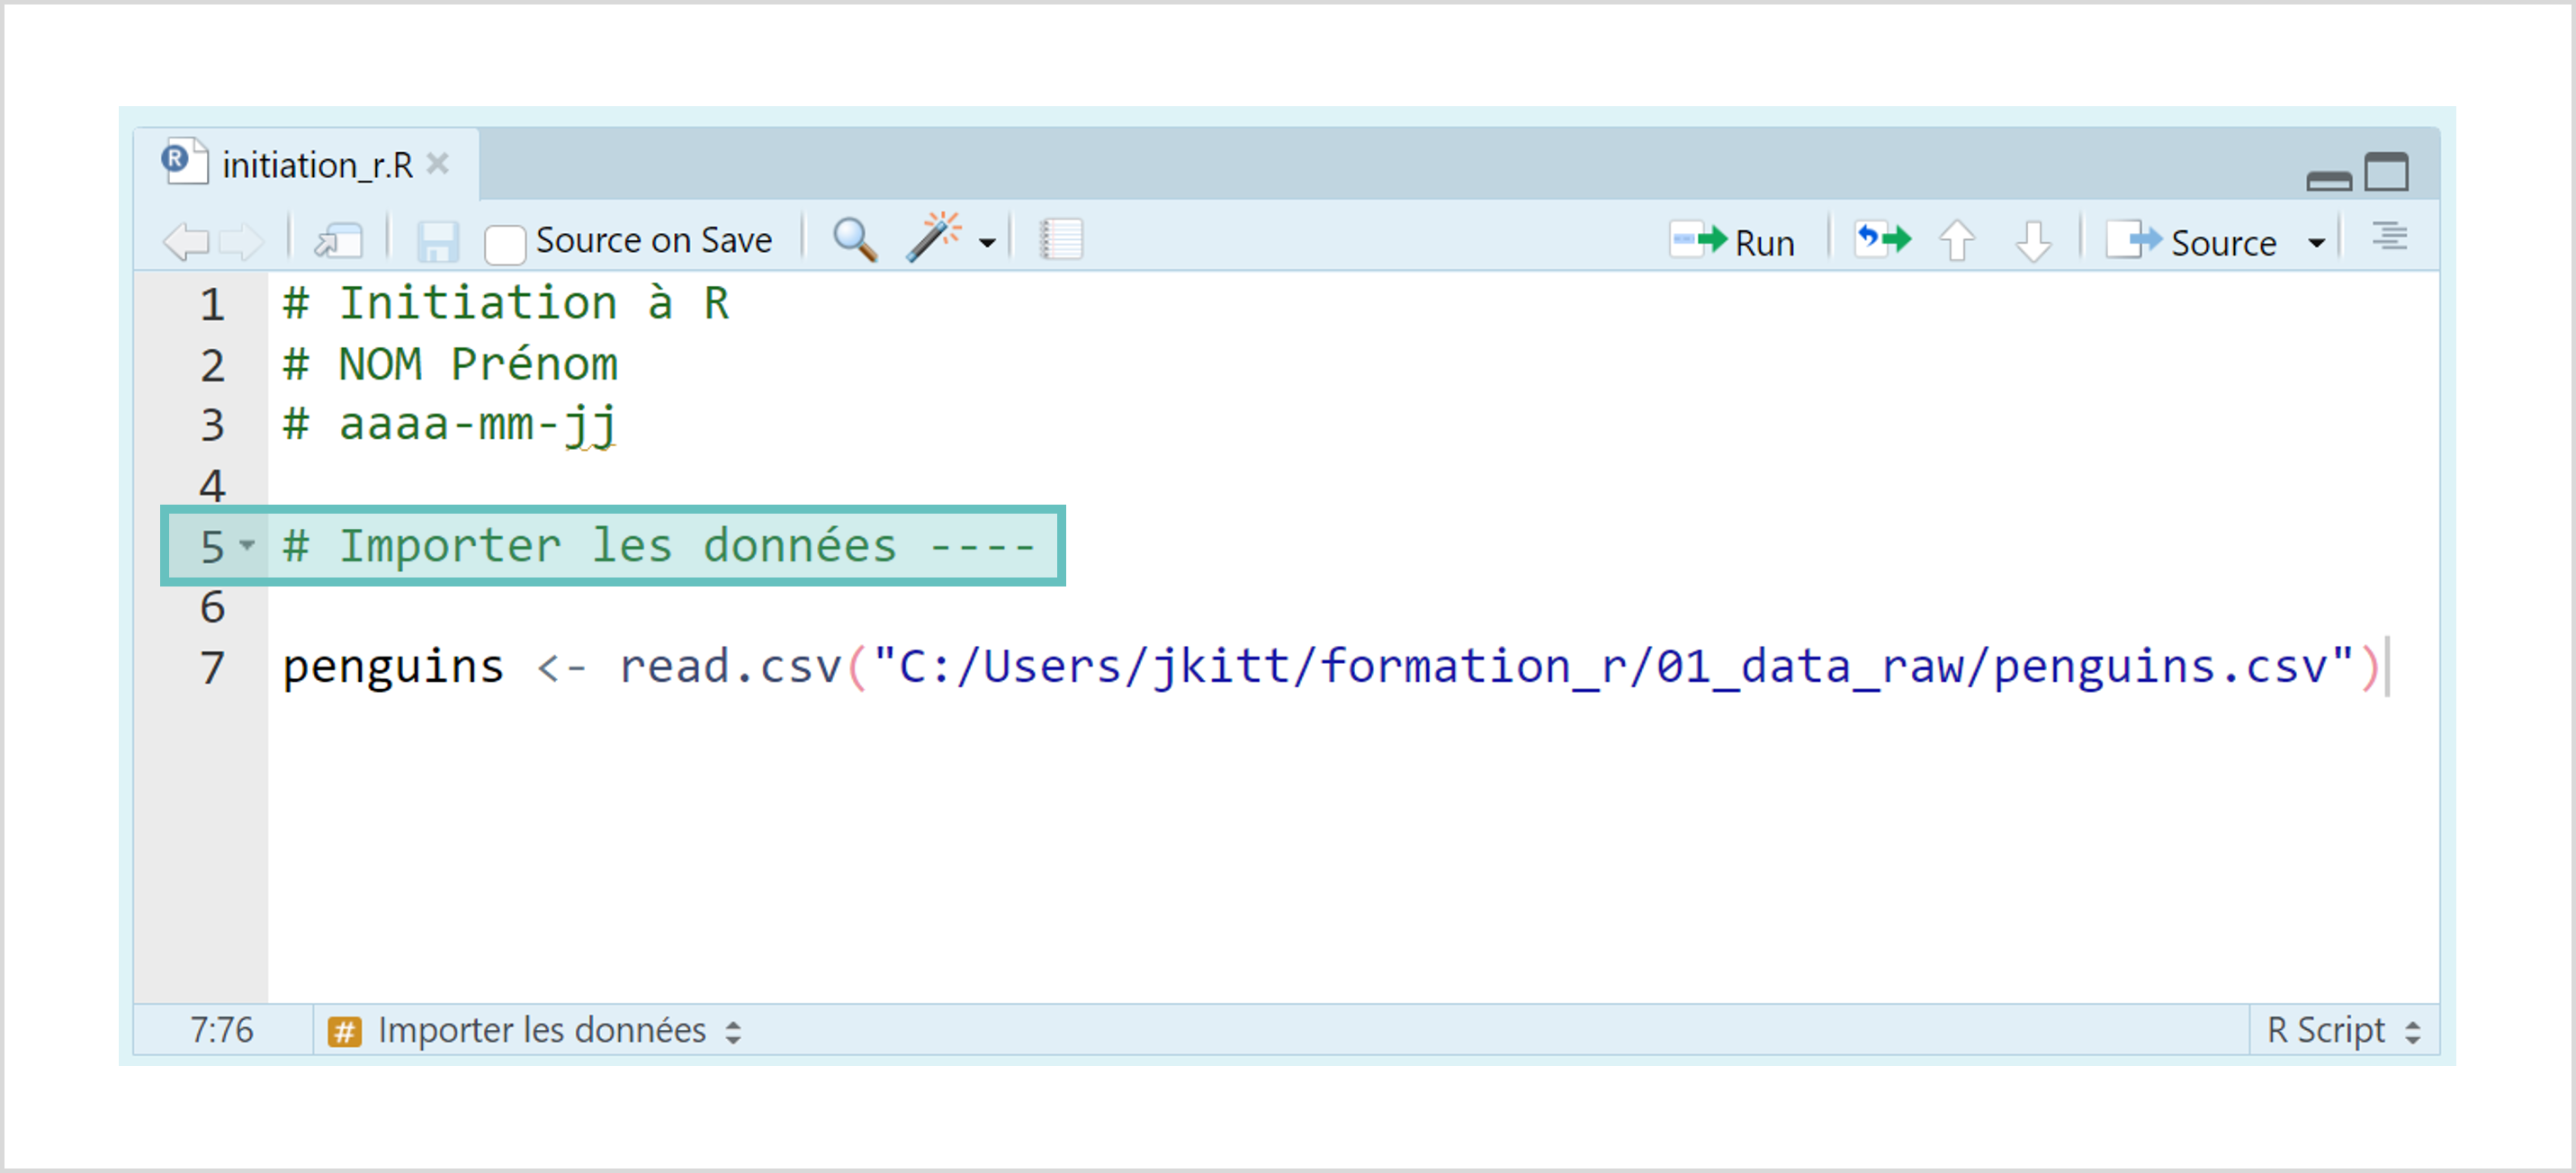 initiation_r.R
Source on Save Run Source
1 # Initiation à R
2 # NOM Prénom
3 # aaaa-mm-jj
4
5 # Importer les données ----
6
7 penguins <- read.csv("C:/Users/jkitt/formation_r/01_data_raw/penguins.csv")
7:76 # Importer les données R Script